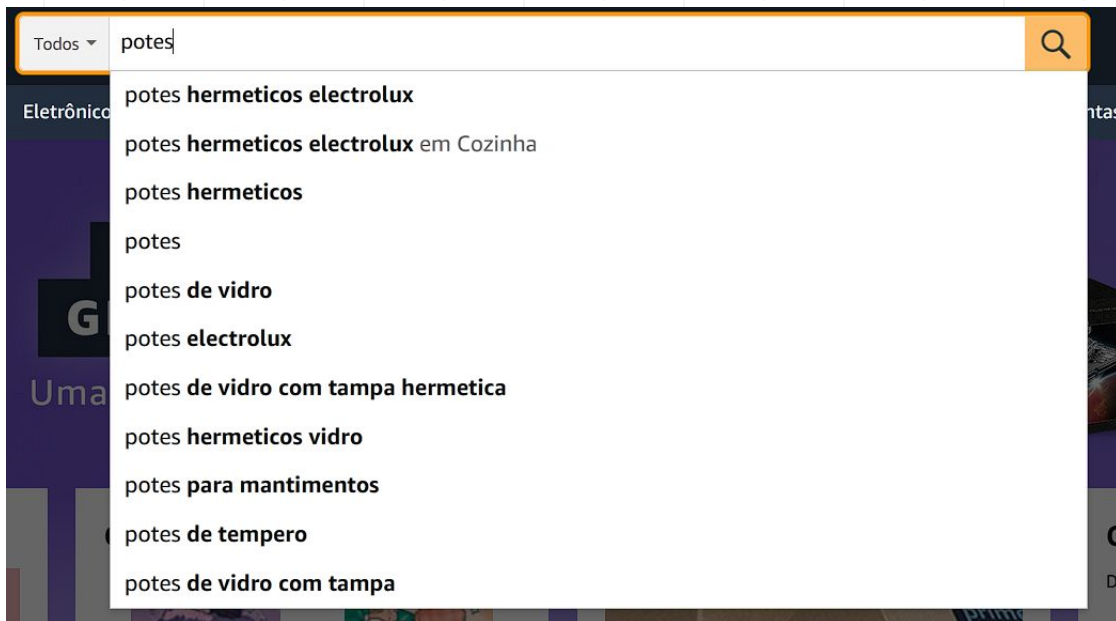 Todos potes
Eletrônico
potes hermeticos electrolux
potes hermeticos electrolux em Cozinha
potes hermeticos
potes
potes de vidro
potes electrolux
Uma
potes de vidro com tampa hermetica
potes hermeticos vidro
potes para mantimentos
potes de tempero
potes de vidro com tampa